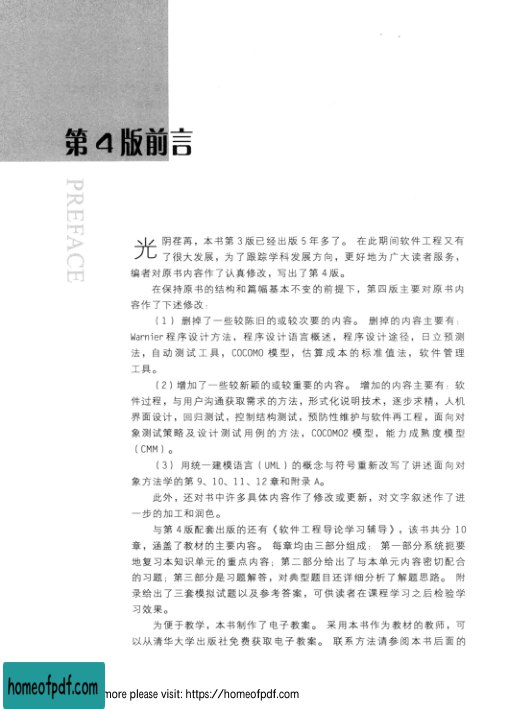 第4版前言
PREFACE
光阴荏苒，本书第3版已经出版5年多了。在此期间软件工程又有
了很大发展，为了跟踪学科发展方向，更好地为广大读者服务，
编者对原书内容作了认真修改，写出了第4版。
在保持原书的结构和篇幅基本不变的前提下，第四版主要对原书内
容作了下述修改：
（1）删掉了一些较陈旧的或较次要的内容。删掉的内容主要有：
Warnier程序设计方法，程序设计语言概述，程序设计途径，日立预测
法，自动测试工具，COCOMO 模型，估算成本的标准值法，软件管理
工具。
（2）增加了一些较新颖的或较重要的内容。增加的内容主要有：软
件过程，与用户沟通获取需求的方法，形式化说明技术，逐步求精，人机
界面设计，回归测试，控制结构测试，预防性维护与软件再工程，面向对
象测试策略及设计测试用例的方法，COCOMO2 模型，能力成熟度模型
（CMM）。
（3）用统一建模语言（UML）的概念与符号重新改写了讲述面向对
象方法学的第9、10、11、12章和附录A。
此外，还对书中许多具体内容作了修改或更新，对文字叙述作了进
一步的加工和润色。
与第4版配套出版的还有《软件工程导论学习辅导》，该书共分10
章，涵盖了教材的主要内容。每章均由三部分组成：第一部分系统扼要
地复习本知识单元的重点内容；第二部分给出了与本单元内容密切配合
的习题；第三部分是习题解答，对典型题目还详细分析了解题思路。附
录给出了三套模拟试题以及参考答案，可供读者在课程学习之后检验学
习效果。
为便于教学，本书制作了电子教案。采用本书作为教材的教师，可
以从清华大学出版社免费获取电子教案。联系方法请参阅本书后面的
homeofpdf.com
more please visit: https://homeofpdf.com